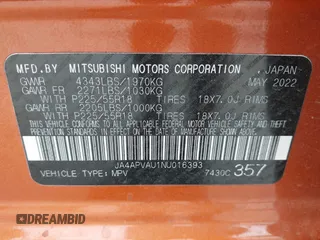 MFD.BY MITSUBISHI MOTORS CORPORATION , JAPAN
GVWR 4343LBS/1970KG MAY 2022
GAWR FR 2271LBS/1030KG
WITH P225/55R18 TIRES 18X7.0J RIMS
GAWR RR 2205LBS/1000KG
WITH P225/55R18 TIRES 18X7.0J RIMS
JA4APVAU1NU016393
VEHICLE TYPE: MPV 7430C 357
AUTOBIDCAR